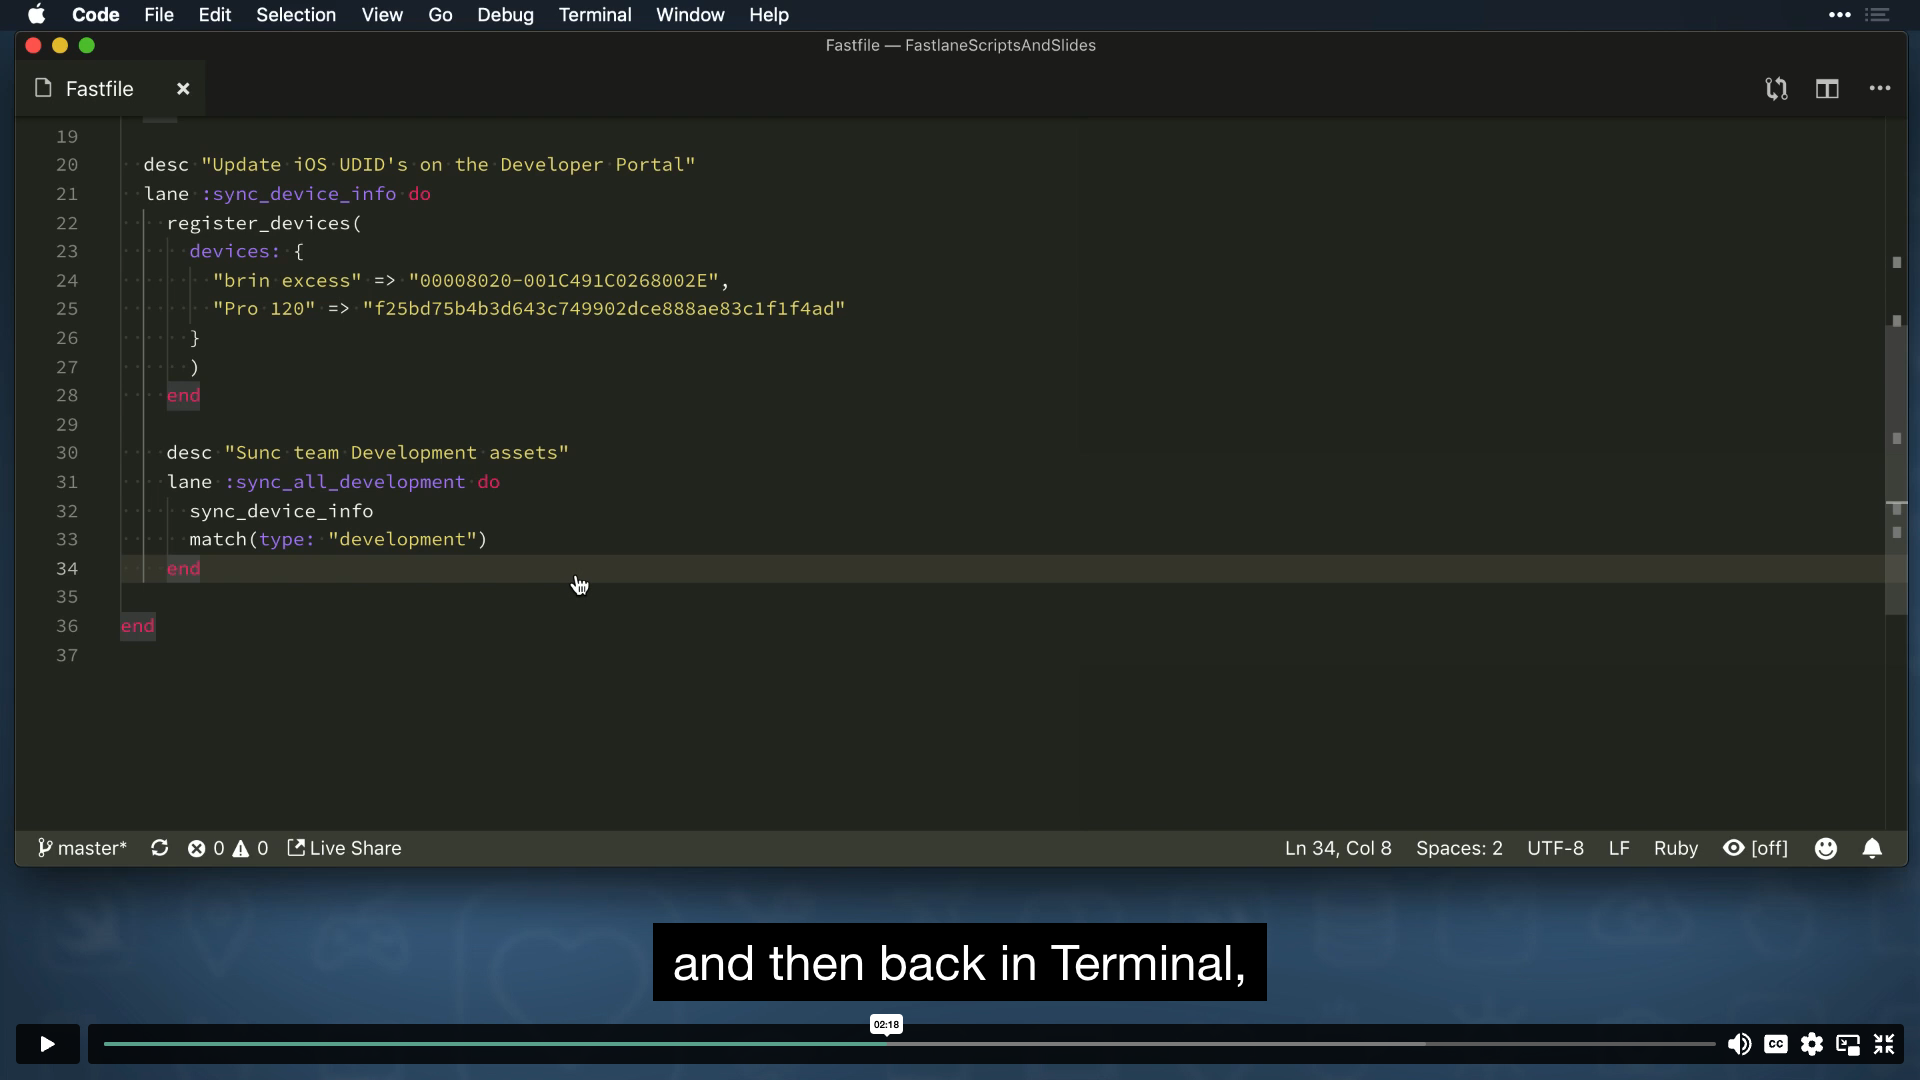 Code File Edit Selection View Go Debug Terminal Window Help
Fastfile — FastlaneScriptsAndSlides
Fastfile
19
20 desc "Update iOS UDID's on the Developer Portal"
21 lane :sync_device_info do
22 register_devices(
23 devices: {
24 "brin excess" => "00008020-001C491C0268002E",
25 "Pro 120" => "f25bd75b4b3d643c749902dce888ae83c1f1f4ad"
26 }
27 )
28 end
29
30 desc "Sunc team Development assets"
31 lane :sync_all_development do
32 sync_device_info
33 match(type: "development")
34 end
35
36 end
37
master* 0 0 Live Share Ln 34, Col 8 Spaces: 2 UTF-8 LF Ruby [off]
and then back in Terminal,
02:18
CC